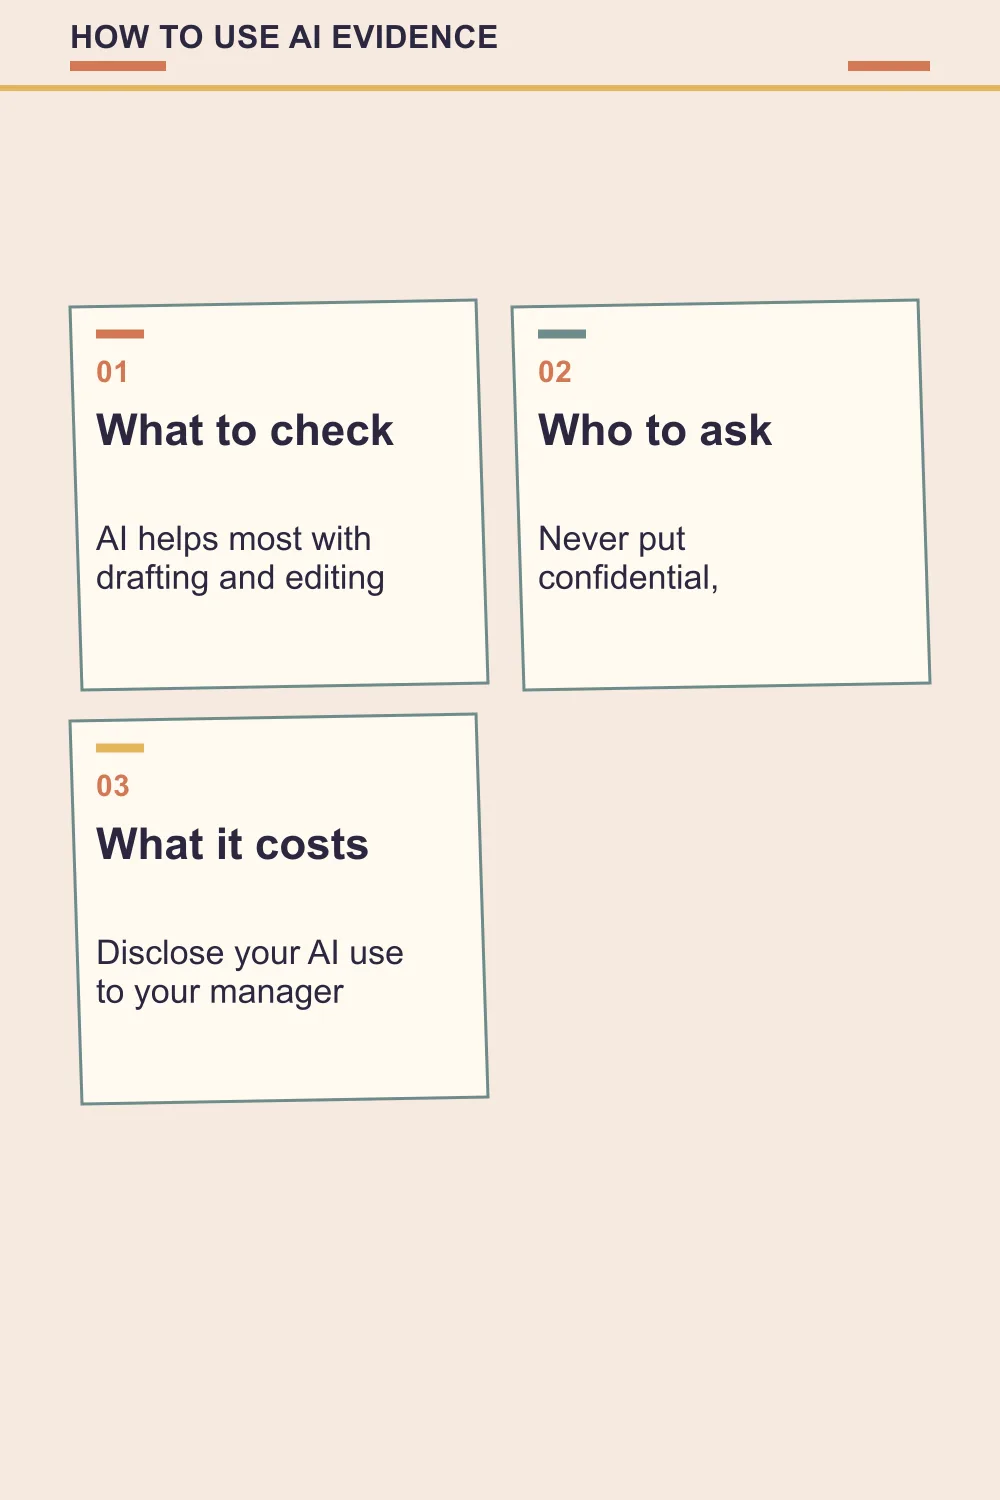 HOW TO USE AI EVIDENCE
01
What to check
AI helps most with
drafting and editing
02
Who to ask
Never put
confidential,
03
What it costs
Disclose your AI use
to your manager